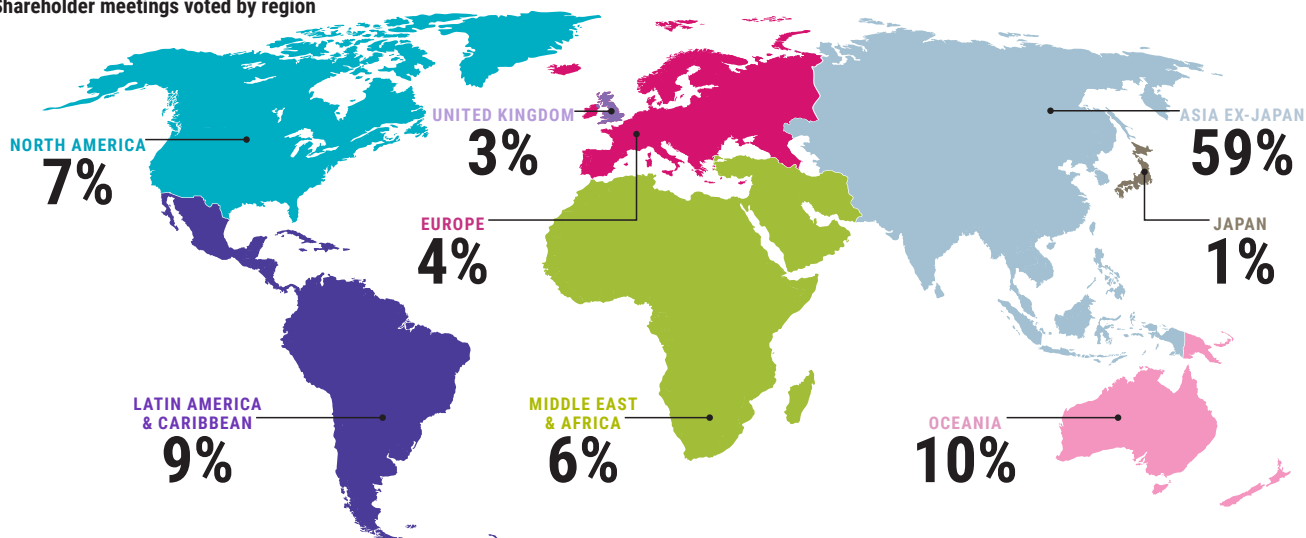 Shareholder meetings voted by region
NORTH AMERICA
7%
UNITED KINGDOM
3%
EUROPE
4%
ASIA EX-JAPAN
59%
JAPAN
1%
LATIN AMERICA
& CARIBBEAN
9%
MIDDLE EAST
& AFRICA
6%
OCEANIA
10%